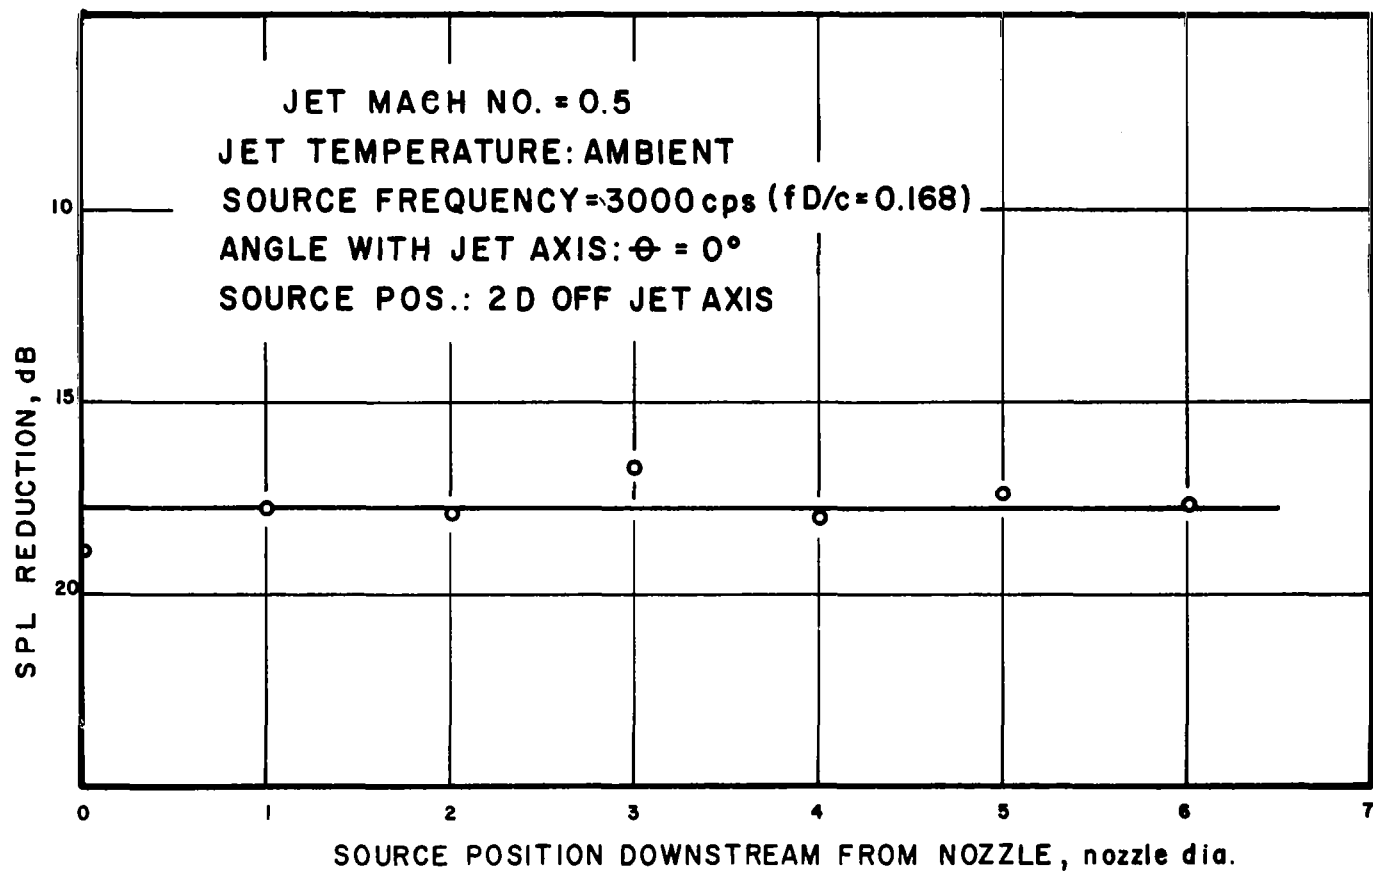 JET MACH NO. = 0.5
JET TEMPERATURE: AMBIENT
SOURCE FREQUENCY = 3000 cps (fD/c = 0.168)
ANGLE WITH JET AXIS: θ = 0°
SOURCE POS.: 2D OFF JET AXIS
10
15
20
SPL REDUCTION, dB
0 1 2 3 4 5 6 7
SOURCE POSITION DOWNSTREAM FROM NOZZLE, nozzle dia.